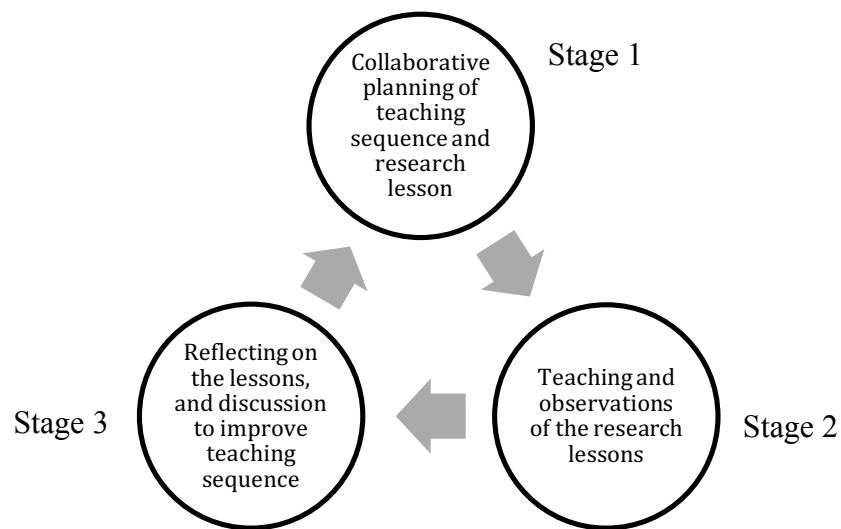 Stage 1
Collaborative
planning of
teaching
sequence and
research
lesson
Teaching and
observations
of the research
lessons
Stage 2
Reflecting on
the lessons,
and discussion
to improve
teaching
sequence
Stage 3